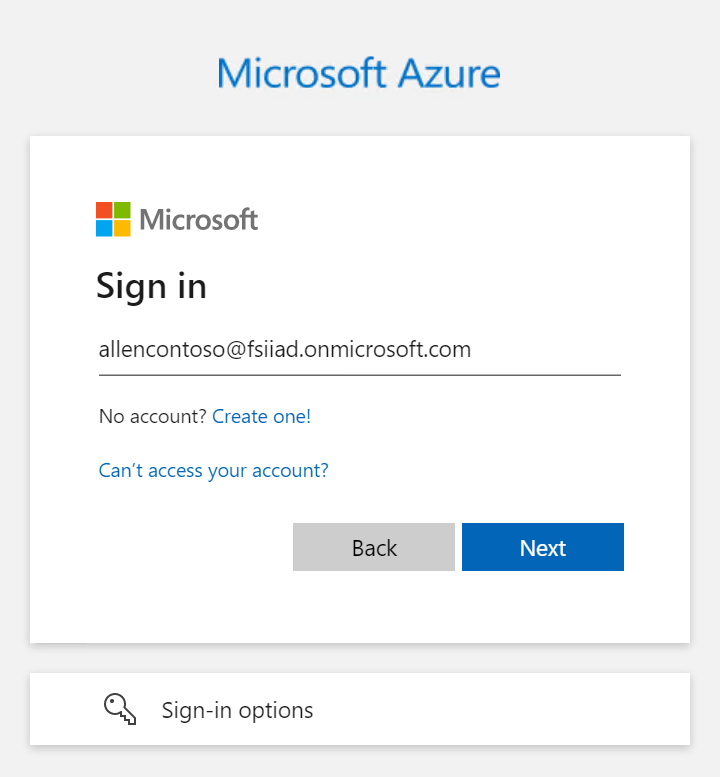 Microsoft Azure
Microsoft
Sign in
allencontoso@fsiiad.onmicrosoft.com
No account? Create one!
Can't access your account?
Back Next
Sign-in options